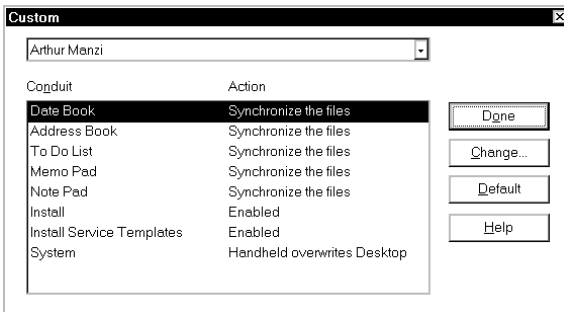 Custom
Arthur Manzi
Conduit Action
Date Book Synchronize the files
Address Book Synchronize the files
To Do List Synchronize the files
Memo Pad Synchronize the files
Note Pad Synchronize the files
Install Enabled
Install Service Templates Enabled
System Handheld overwrites Desktop
Done
Change...
Default
Help